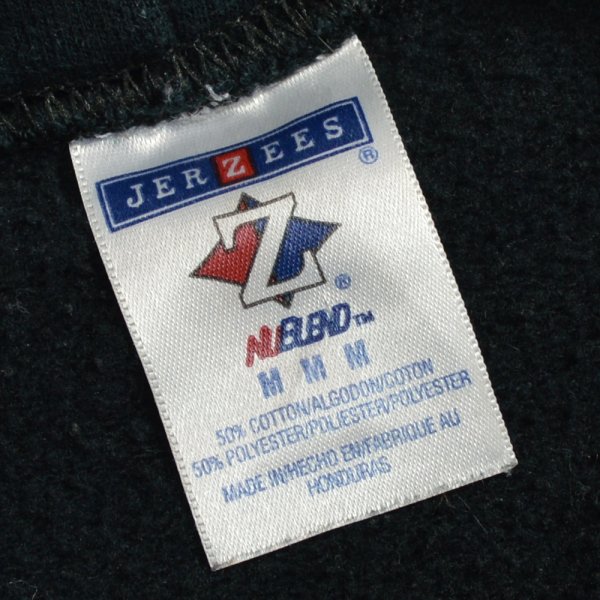 JERZEES®
Z®
NUBLEND™
M M M
50% COTTON/ALGODON/COTON
50% POLYESTER/POLIESTER/POLYESTER
MADE IN/HECHO EN/FABRIQUE AU
HONDURAS